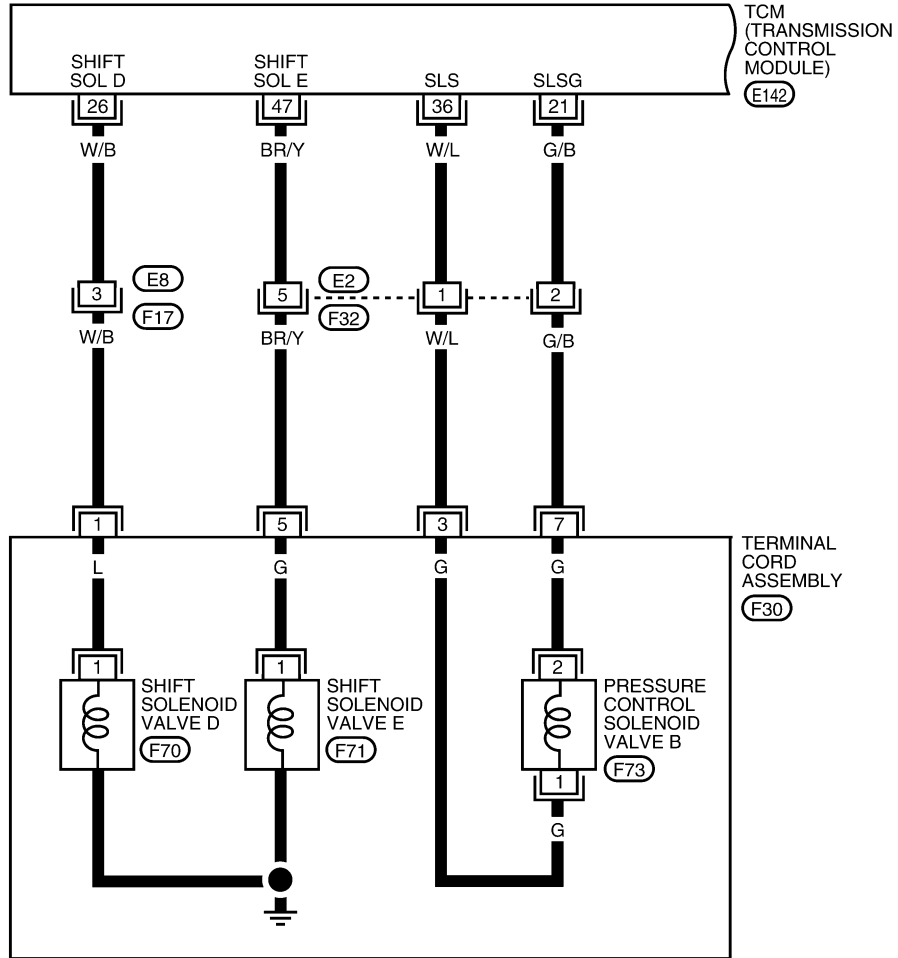 TCM
(TRANSMISSION
CONTROL
MODULE)
E142
SHIFT
SOL D
SHIFT
SOL E
SLS
SLSG
26
47
36
21
W/B
BR/Y
W/L
G/B
3
E8
F17
5
E2
F32
1
2
W/B
BR/Y
W/L
G/B
1
5
3
7
TERMINAL
CORD
ASSEMBLY
F30
L
G
G
G
1
SHIFT
SOLENOID
VALVE D
F70
1
SHIFT
SOLENOID
VALVE E
F71
2
PRESSURE
CONTROL
SOLENOID
VALVE B
F73
1
G